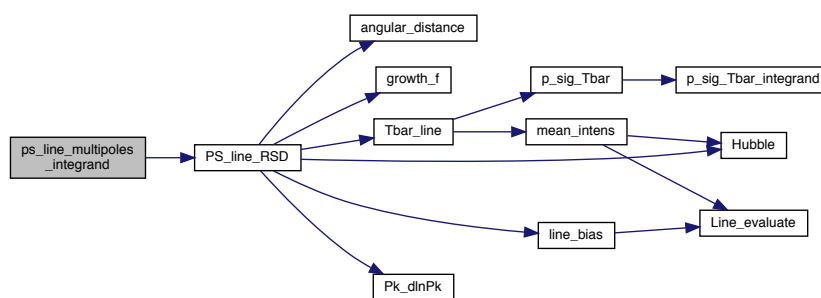 ps_line_multipoles
_integrand
PS_line_RSD
angular_distance
growth_f
Tbar_line
line_bias
Pk_dlnPk
p_sig_Tbar
mean_intens
p_sig_Tbar_integrand
Hubble
Line_evaluate